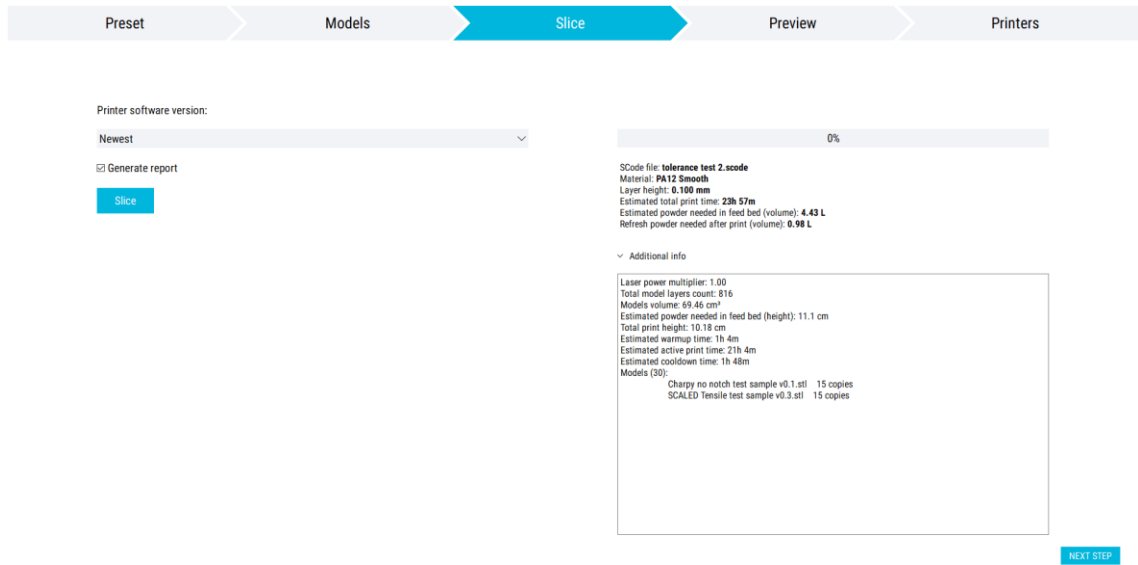 Preset
Models
Slice
Preview
Printers
Printer software version:
Newest
Generate report
Slice
0%
SCode file: tolerance test 2.scode
Material: PA12 Smooth
Layer height: 0.100 mm
Estimated total print time: 23h 57m
Estimated powder needed in feed bed (volume): 4.43 L
Refresh powder needed after print (volume): 0.98 L
Additional info
Laser power multiplier: 1.00
Total model layers count: 816
Models volume: 69.46 cm³
Estimated powder needed in feed bed (height): 11.1 cm
Total print height: 10.18 cm
Estimated warmup time: 1h 4m
Estimated active print time: 21h 4m
Estimated cooldown time: 1h 48m
Models (30):
Charpy no notch test sample v0.1.stl 15 copies
SCALED Tensile test sample v0.3.stl 15 copies
NEXT STEP